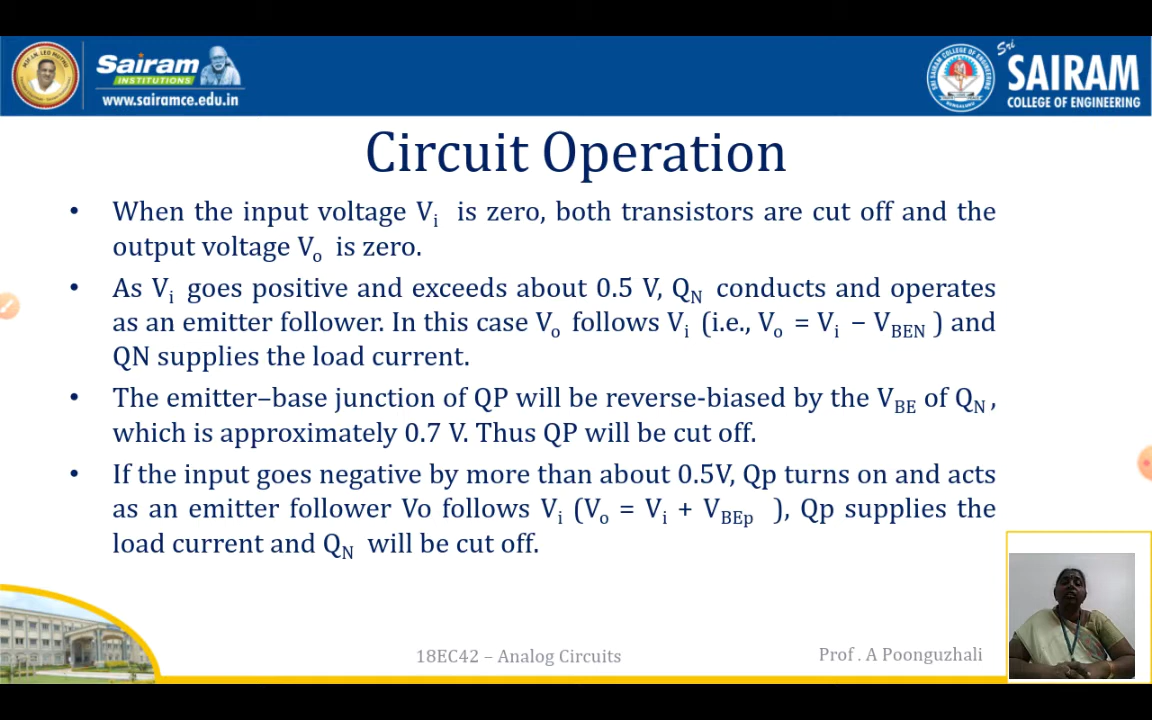 Sairam
INSTITUTIONS
www.sairamce.edu.in
Sri
SAIRAM
COLLEGE OF ENGINEERING
Circuit Operation
• When the input voltage Vi is zero, both transistors are cut off and the
output voltage Vo is zero.
• As Vi goes positive and exceeds about 0.5 V, QN conducts and operates
as an emitter follower. In this case Vo follows Vi (i.e., Vo = Vi − VBEN ) and
QN supplies the load current.
• The emitter–base junction of QP will be reverse-biased by the VBE of QN ,
which is approximately 0.7 V. Thus QP will be cut off.
• If the input goes negative by more than about 0.5V, Qp turns on and acts
as an emitter follower Vo follows Vi (Vo = Vi + VBEp ), Qp supplies the
load current and QN will be cut off.
18EC42 – Analog Circuits
Prof . A Poonguzhali